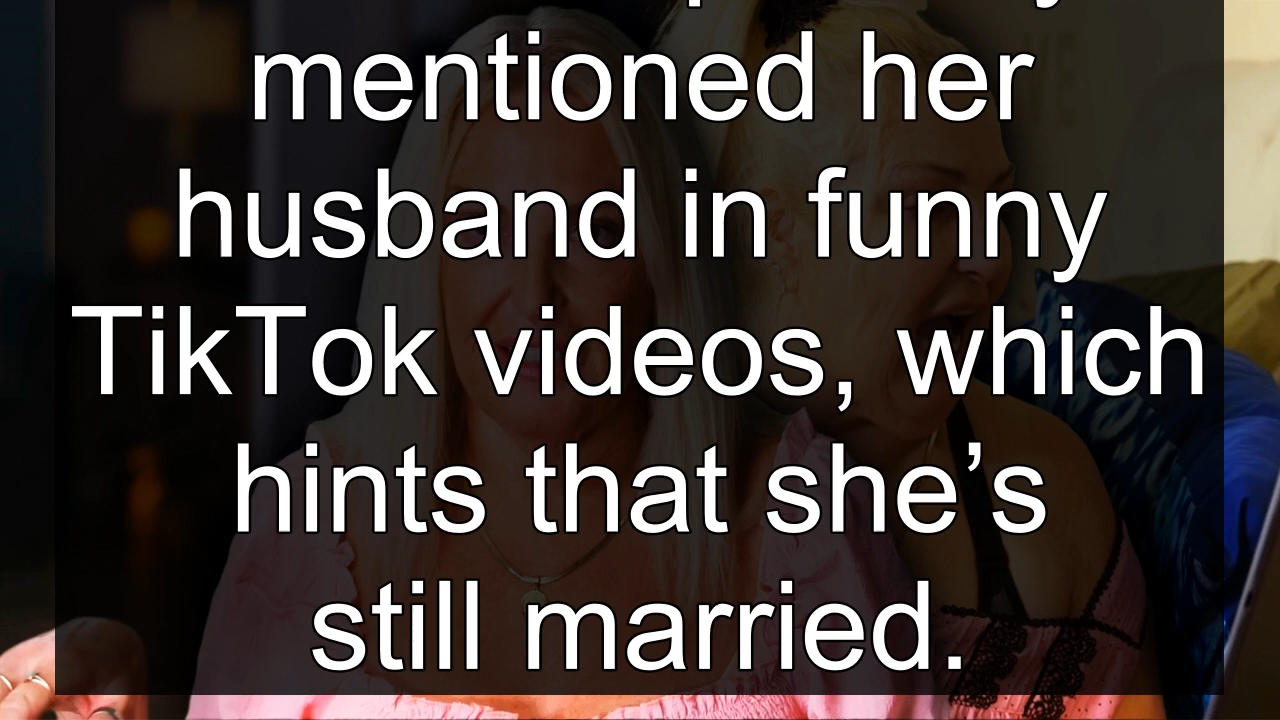 mentioned her
husband in funny
TikTok videos, which
hints that she’s
still married.